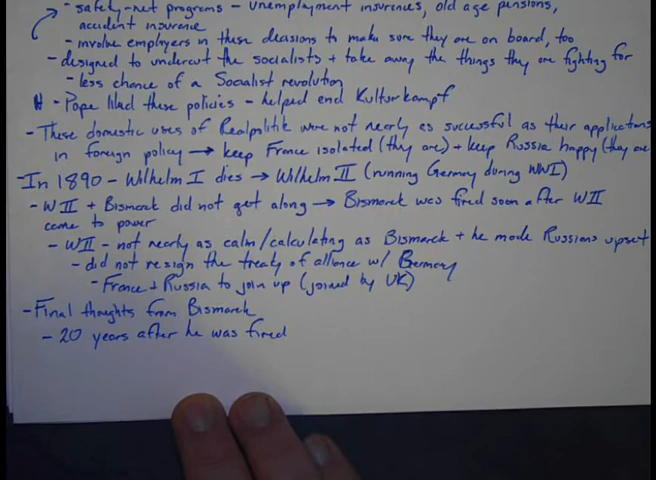 - safety-net programs - unemployment insurances, old age pensions,
accident insurance
- involve employers in these decisions to make sure they are on board, too
- designed to undercut the socialists + take away the things they are fighting for
- less chance of a Socialist revolution
- Pope liked these policies - helped end Kulturkampf
- These domestic uses of Realpolitik were not nearly as successful as their applications
in foreign policy → keep France isolated (they are) + keep Russia happy (they are
- In 1890 - Wilhelm I dies → Wilhelm II (running Germany during WWI)
- WII + Bismark did not get along → Bismark was fired soon after WII
came to power
- WII - not nearly as calm/calculating as Bismarck + he made Russians upset
- did not resign the treaty of alliance w/ Germany
- France + Russia to join up (joined by UK)
- Final thoughts from Bismarck
- 20 years after he was fired